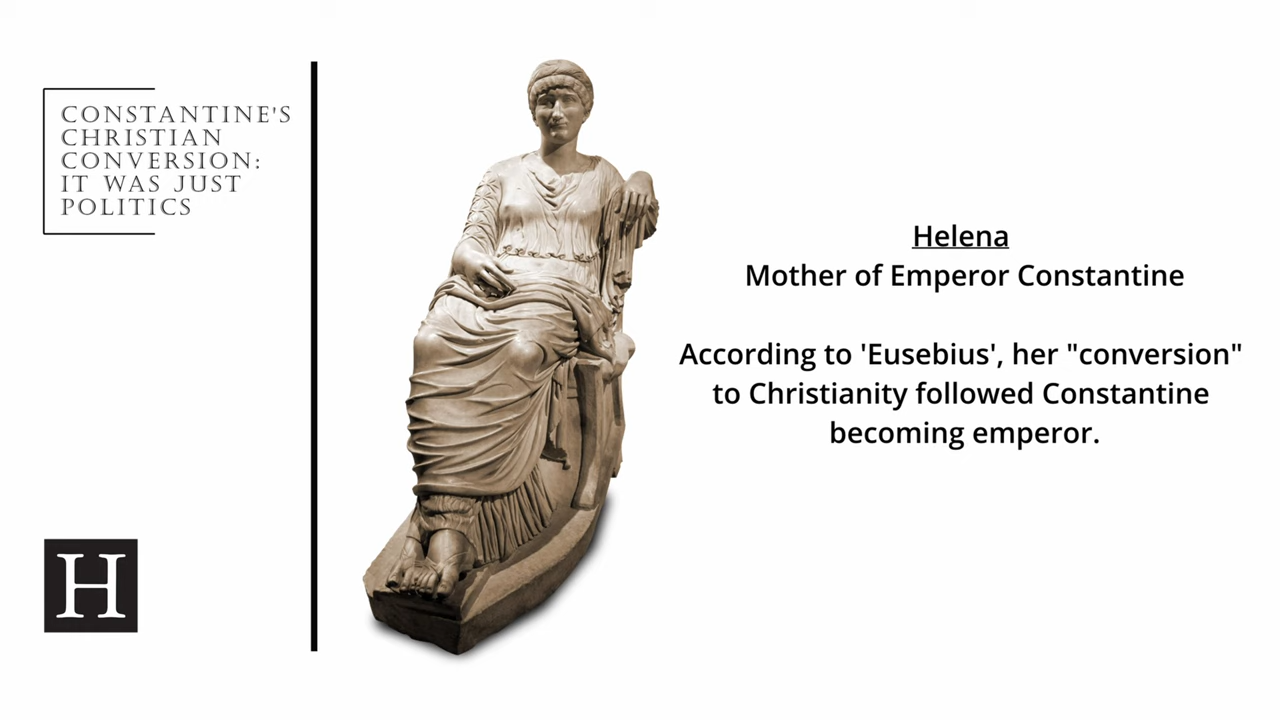 CONSTANTINE'S
CHRISTIAN
CONVERSION:
IT WAS JUST
POLITICS
H
Helena
Mother of Emperor Constantine
According to 'Eusebius', her "conversion"
to Christianity followed Constantine
becoming emperor.